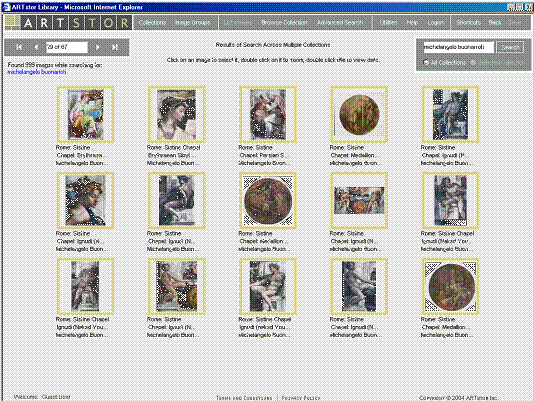 ARTstor Library - Microsoft Internet Explorer
ARTSTOR Collections Image Groups Browse Collection Advanced Search Utilities Help Logon Shortcuts Back
29 of 67
Results of Search Across Multiple Collections
michelangelo buonarroti Search
Click on an image to select it, double click on it to zoom, double click title to view data.
All Collections
Found 999 images while searching for:
michelangelo buonarroti
Rome: Sistine Rome: Sistine Chapel Rome: Sistine Rome: Sistine Rome: Sistine
Chapel: Erythraea... Erythraean Sibyl Chapel: Persian S... Chapel: Medallion Chapel: Ignudi (N...
Michelangelo Buon... Michelangelo Buon... Michelangelo Buon... Michelangelo Buon... Michelangelo Buon...
Rome: Sistine Rome: Sistine Rome: Sistine Rome: Sistine Rome: Sistine Chapel
Chapel: Ignudi (N... Chapel: Ignudi (N... Chapel: Medallion... Chapel: Ignudi (N... Ignudi (Naked You...
Michelangelo Buon... Michelangelo Buon... Michelangelo Buon... Michelangelo Buon... Michelangelo Buon...
Rome: Sistine Chapel Rome: Sistine Rome: Sistine Chapel Rome: Sistine Rome: Sistine
Ignudi (Naked You... Chapel: Ignudi (N... Ignudi (Naked You... Chapel: Ignudi (N... Chapel: Medallion...
Michelangelo Buon... Michelangelo Buon... Michelangelo Buon... Michelangelo Buon... Michelangelo Buon...
Welcome: Guest User Terms and Conditions | Privacy Policy Copyright © 2004 ARTstor Inc.